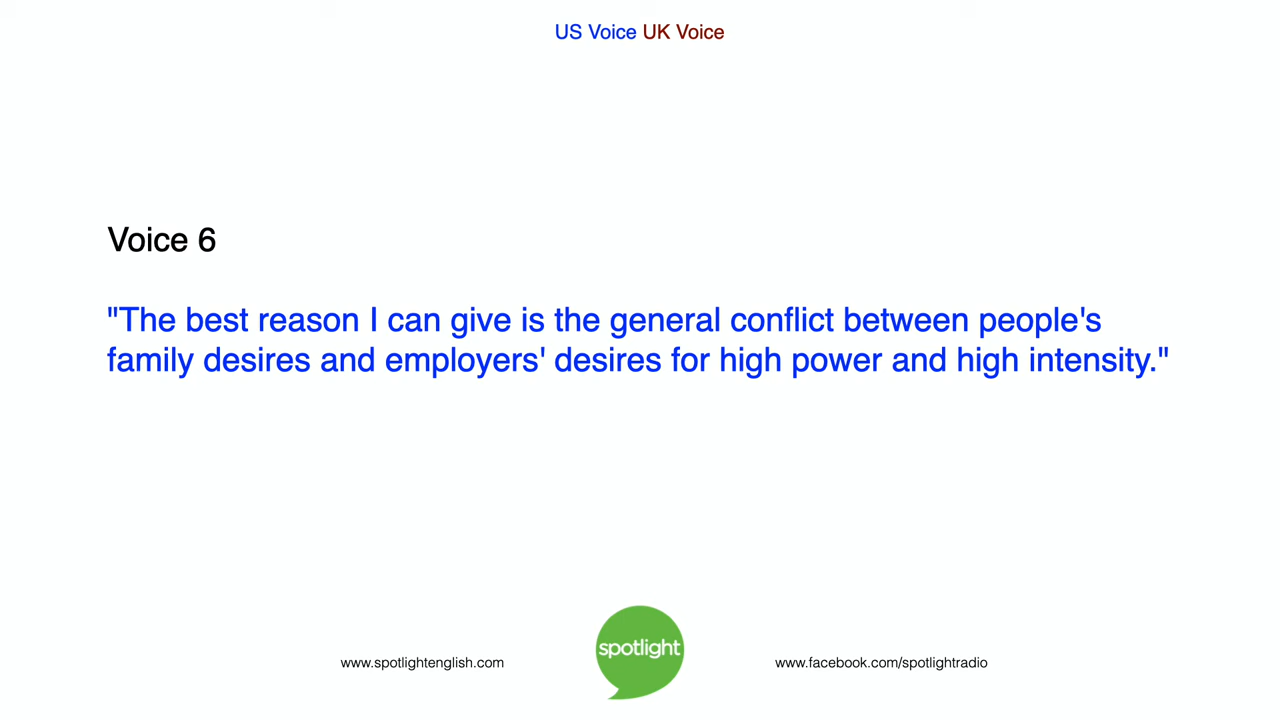 US Voice UK Voice
Voice 6
"The best reason I can give is the general conflict between people's
family desires and employers' desires for high power and high intensity."
spotlight
www.spotlightenglish.com
www.facebook.com/spotlightradio